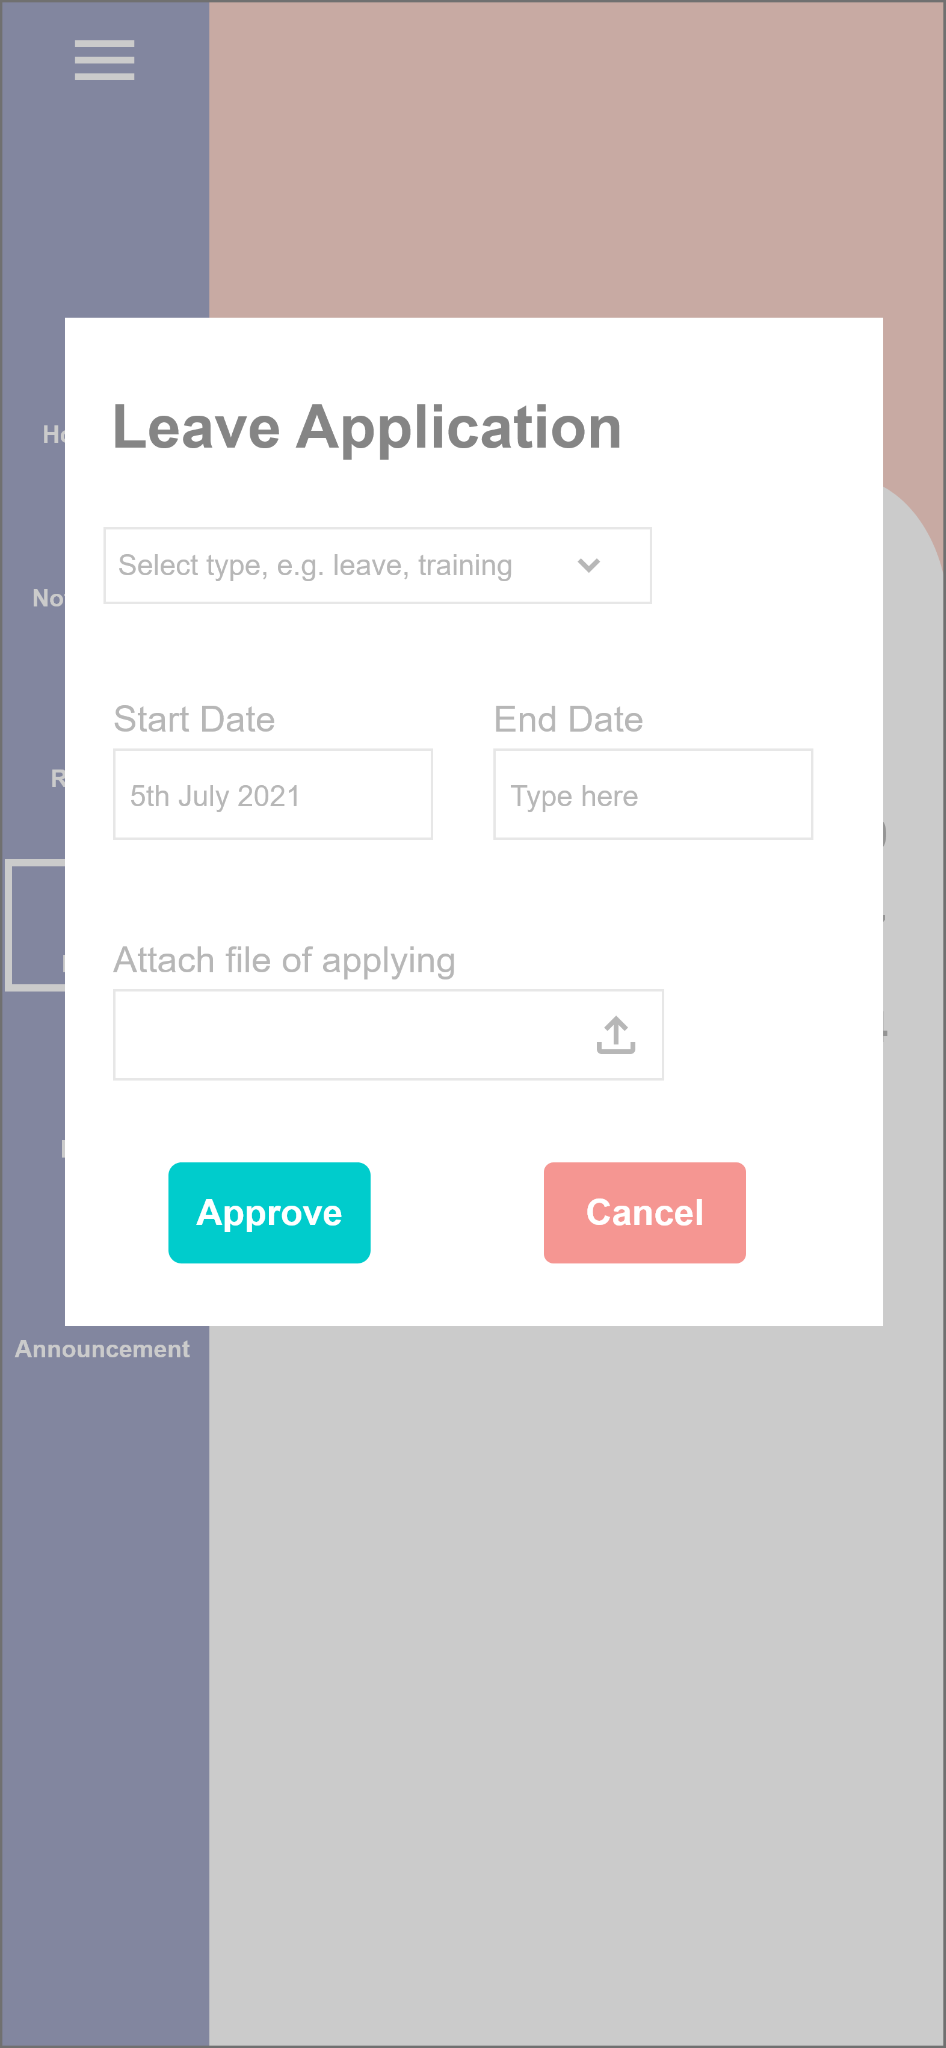 Leave Application
Select type, e.g. leave, training
Start Date
End Date
5th July 2021
Type here
Attach file of applying
Approve
Cancel
Announcement